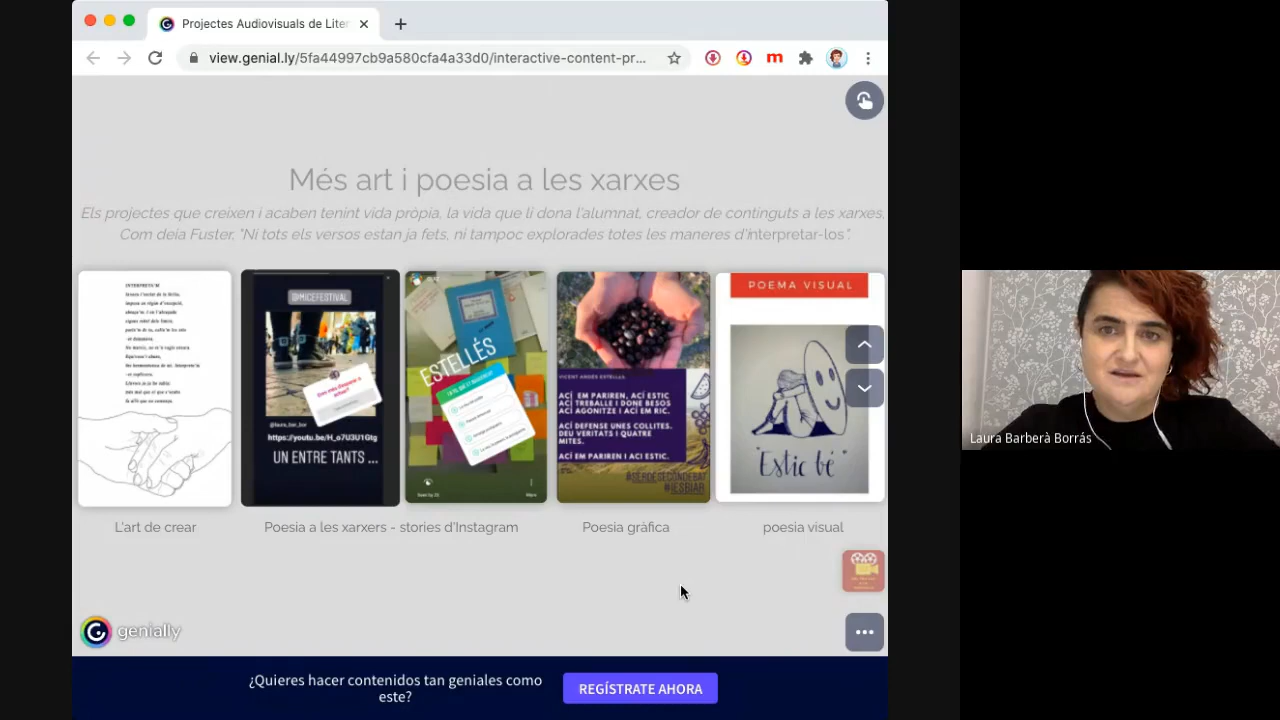 Projectes Audiovisuals de Liter
view.genial.ly/5fa44997cb9a580cfa4a33d0/interactive-content-pr...
m
Més art i poesia a les xarxes
Els projectes que creixen i acaben tenint vida pròpia, la vida que li dona l'alumnat, creador de continguts a les xarxes.
Com deia Fuster, "Ni tots els versos estan ja fets, ni tampoc explorades totes les maneres d'interpretar-los".
@MICEFESTIVAL
@laura_bar_bor
https://youtu.be/H_o7U3U1Gtg
UN ENTRE TANTS ...
ESTELLÉS
VICENT ANDRÉS ESTELLÉS
ACÍ EM PARIREN, ACÍ ESTIC
ACÍ TREBALLE I DONE BESOS
ACÍ AGONITZE I ACÍ EM RIC.
ACÍ DEFENSE UNES COLLITES.
DEU VERITATS I QUATRE
MITES.
ACÍ EM PARIREN I ACI ESTIC.
#IESBIAR
POEMA VISUAL
"Estic bé"
L'art de crear
Poesia a les xarxers - stories d'Instagram
Poesia gràfica
poesia visual
genially
¿Quieres hacer contenidos tan geniales como
este?
REGÍSTRATE AHORA
Laura Barberà Borrás